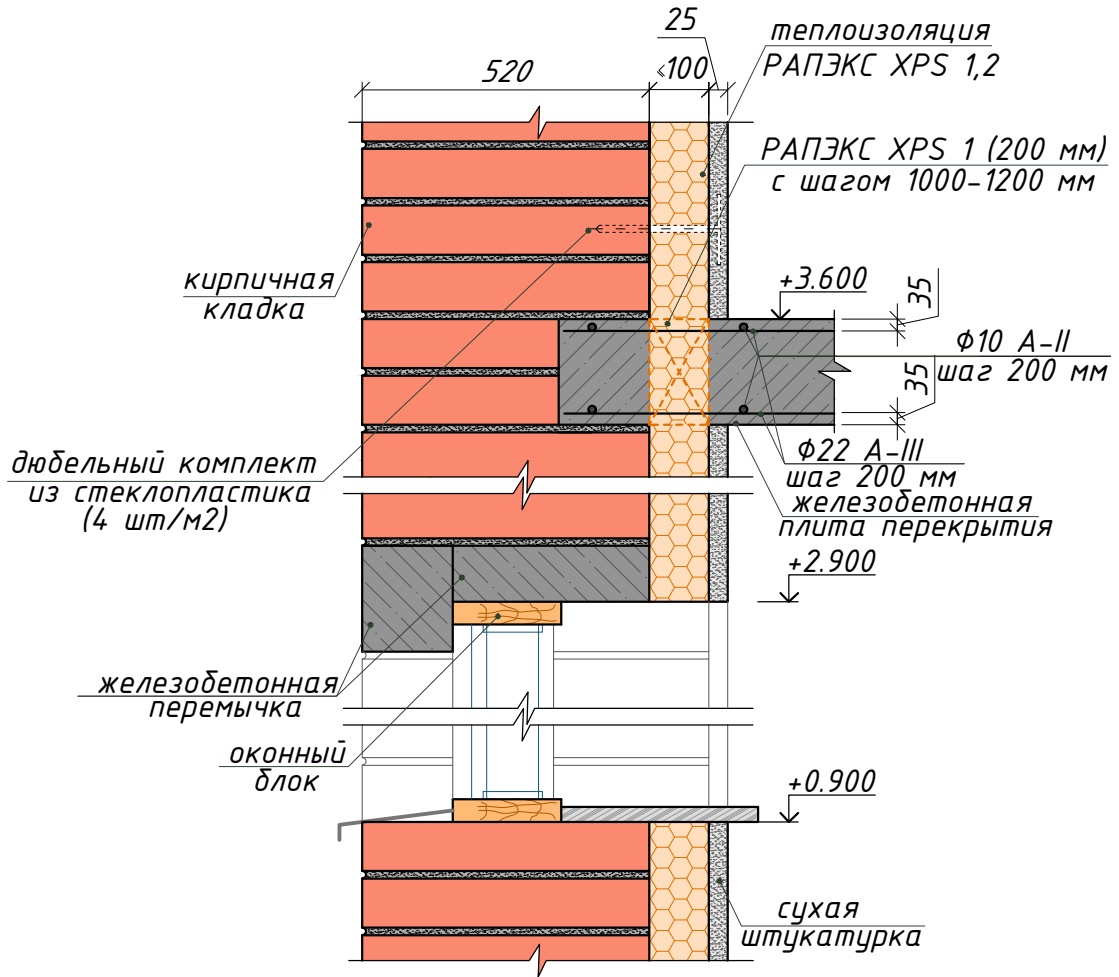 25
теплоизоляция
РАПЭКС XPS 1,2
520
≤100
РАПЭКС XPS 1 (200 мм)
с шагом 1000-1200 мм
кирпичная
кладка
+3.600
35
Ф10 А-II
шаг 200 мм
35
дюбельный комплект
из стеклопластика
(4 шт/м2)
Ф22 А-III
шаг 200 мм
железобетонная
плита перекрытия
+2.900
железобетонная
перемычка
оконный
блок
+0.900
сухая
штукатурка